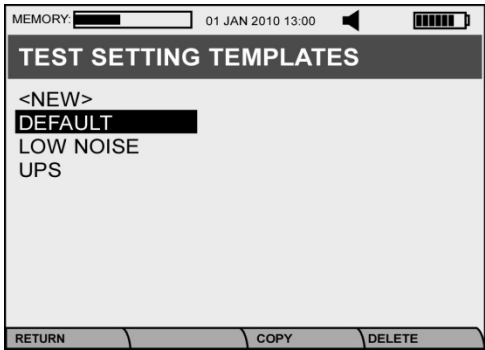 MEMORY: 01 JAN 2010 13:00
TEST SETTING TEMPLATES
<NEW>
DEFAULT
LOW NOISE
UPS
RETURN COPY DELETE